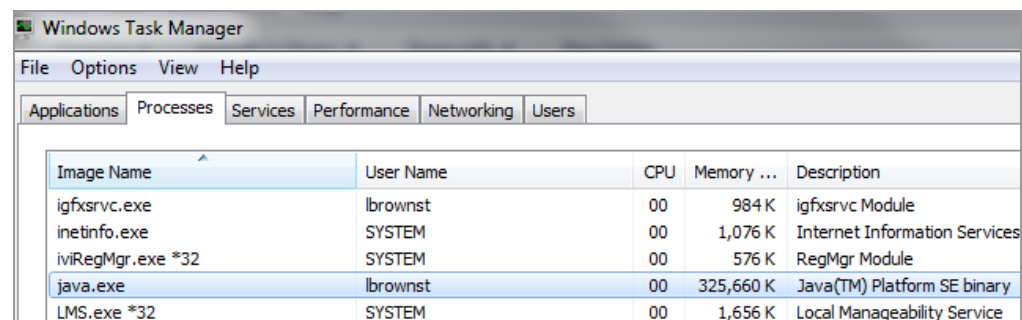 Windows Task Manager
File Options View Help
Applications Processes Services Performance Networking Users
Image Name User Name CPU Memory ... Description
igfxsrvc.exe lbrownst 00 984 K igfxsrvc Module
inetinfo.exe SYSTEM 00 1,076 K Internet Information Services
iviRegMgr.exe *32 SYSTEM 00 576 K RegMgr Module
java.exe lbrownst 00 325,660 K Java(TM) Platform SE binary
LMS.exe *32 SYSTEM 00 1,656 K Local Manageability Service